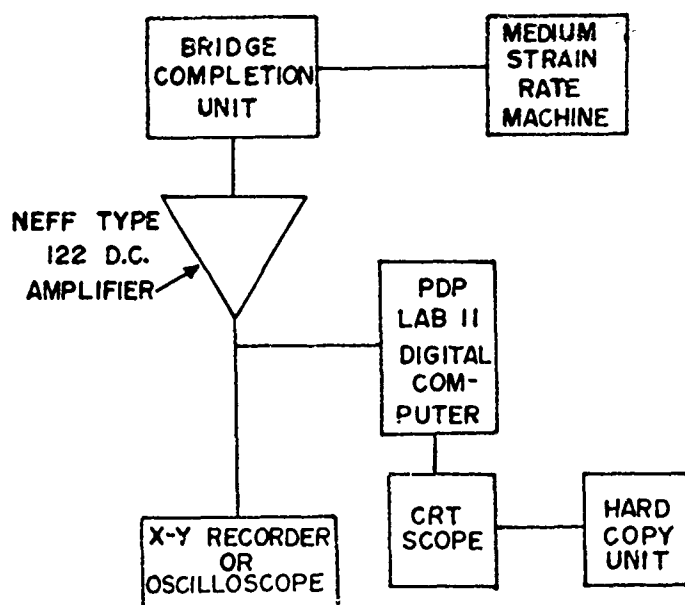 BRIDGE
COMPLETION
UNIT
MEDIUM
STRAIN
RATE
MACHINE
NEFF TYPE
122 D.C.
AMPLIFIER
PDP
LAB 11
DIGITAL
COM-
PUTER
X-Y RECORDER
OR
OSCILLOSCOPE
CRT
SCOPE
HARD
COPY
UNIT